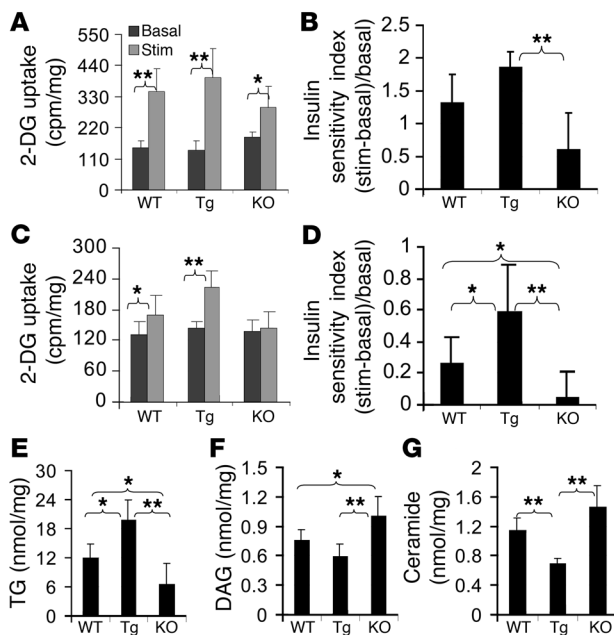 A
2-DG uptake
(cpm/mg)
550
440
330
220
110
0
Basal
Stim
**
**
*
WT Tg KO
B
Insulin
sensitivity index
(stim-basal)/basal)
2.5
2
1.5
1
0.5
0
**
WT Tg KO
C
2-DG uptake
(cpm/mg)
300
240
180
120
60
0
*
**
WT Tg KO
D
Insulin
sensitivity index
(stim-basal)/basal)
1
0.8
0.6
0.4
0.2
0
*
* **
WT Tg KO
E
TG (nmol/mg)
30
24
18
12
6
0
*
* **
WT Tg KO
F
DAG (nmol/mg)
1.5
1.2
0.9
0.6
0.3
0
*
**
WT Tg KO
G
Ceramide
(nmol/mg)
2
1.6
1.2
0.8
0.4
0
** **
WT Tg KO